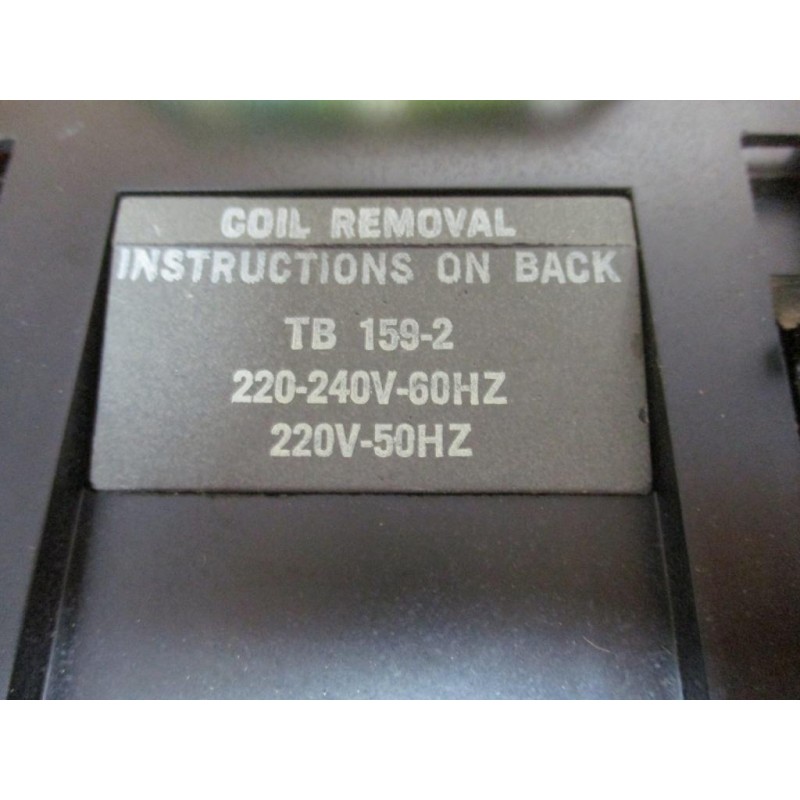 COIL REMOVAL
INSTRUCTIONS ON BACK
TB 159-2
220-240V-60HZ
220V-50HZ